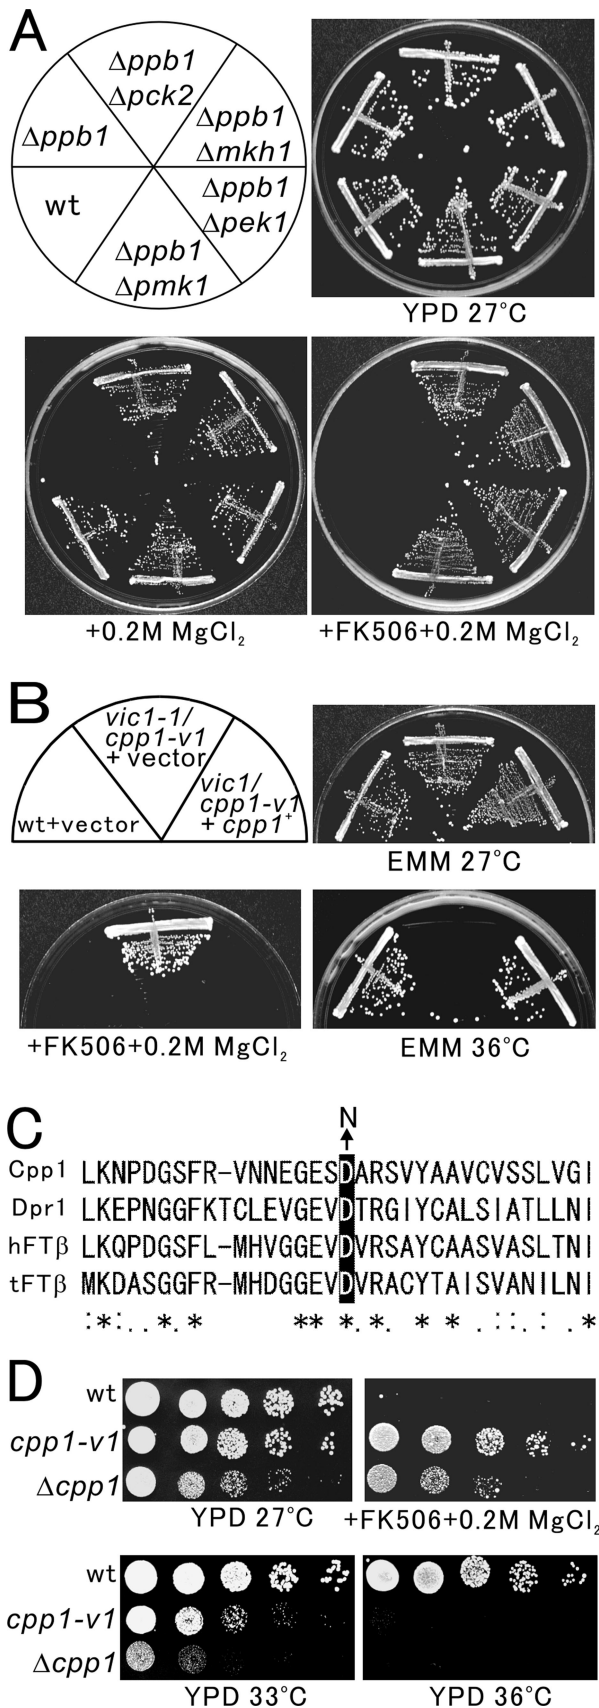 A
Δppb1
Δpck2
Δppb1
Δmkh1
Δppb1
Δppb1
Δpek1
wt
Δppb1
Δpmk1
YPD 27°C
+0.2M MgCl₂
+FK506+0.2M MgCl₂
B
vic1-1/
cpp1-v1
+ vector
vic1/
cpp1-v1
+ cpp1⁺
wt+vector
EMM 27°C
+FK506+0.2M MgCl₂
EMM 36°C
C
N
Cpp1 LKNPDGSFR-VNNEGESDARSVYAAVCVSSLVGI
Dpr1 LKEPNGGFKTCLEVGEVDTRGIYCALSIATLLNI
hFTβ LKQPDGSFL-MHVGGEVDVRSAYCAASVASLTNI
tFTβ MKDASGGFR-MHDGGEVDVRACYTAISVANILNI
:*:..*.* ** *.*. * * .::.: .*
D
wt
cpp1-v1
Δcpp1
YPD 27°C
+FK506+0.2M MgCl₂
wt
cpp1-v1
Δcpp1
YPD 33°C
YPD 36°C